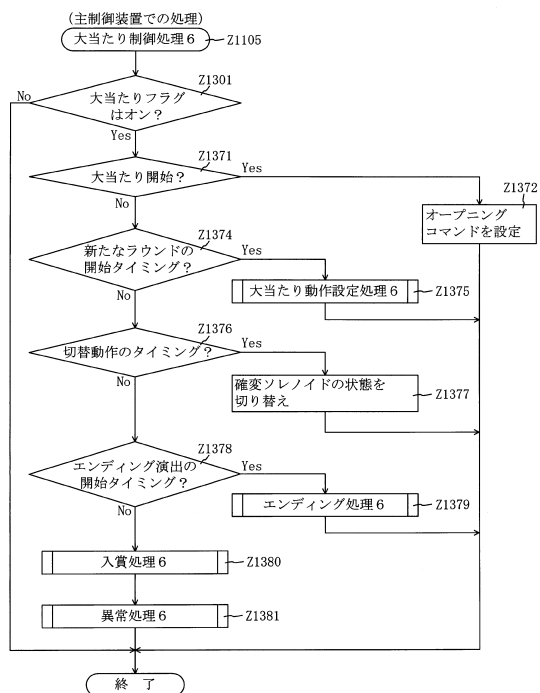 (主制御装置での処理)
大当たり制御処理6
Z1105
Z1301
No
大当たりフラグ
はオン？
Yes
Z1371
大当たり開始？
Yes
No
Z1372
オープニング
コマンドを設定
Z1374
新たなラウンドの
開始タイミング？
Yes
No
大当たり動作設定処理6
Z1375
Z1376
切替動作のタイミング？
Yes
No
確変ソレノイドの状態を
切り替え
Z1377
Z1378
エンディング演出の
開始タイミング？
Yes
No
エンディング処理6
Z1379
入賞処理6
Z1380
異常処理6
Z1381
終 了